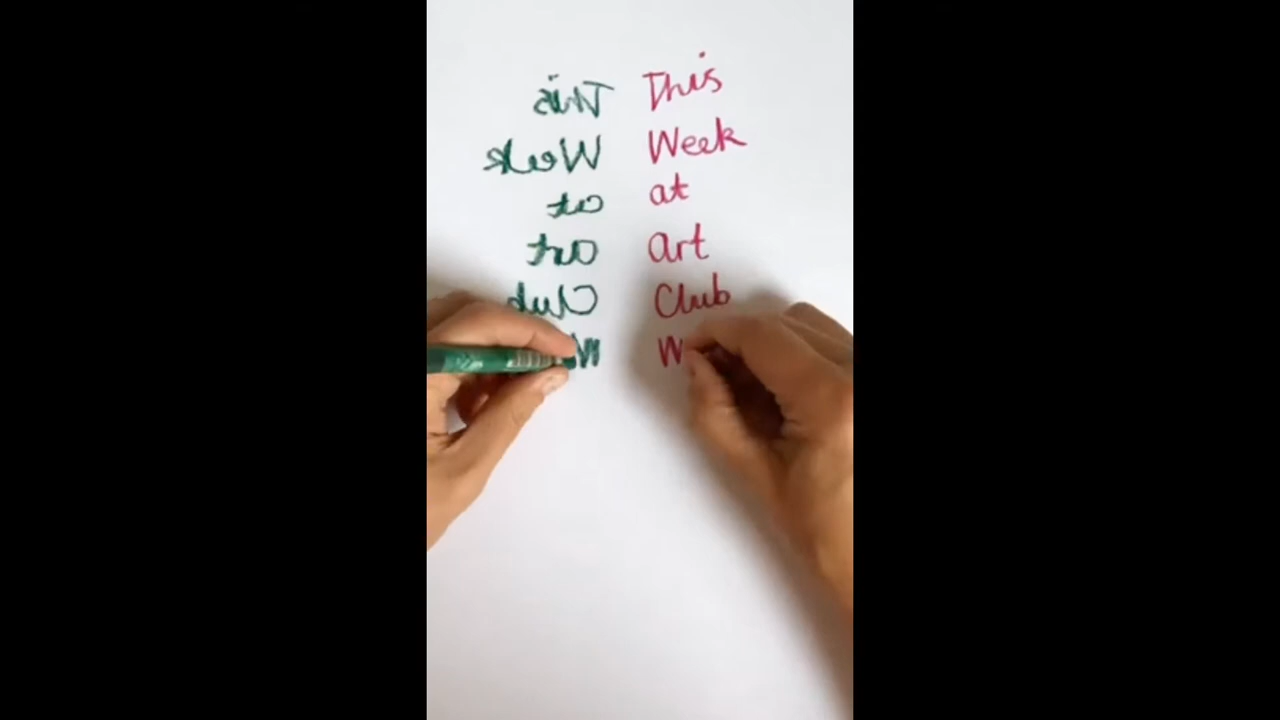 This This
Week Week
at at
art Art
Club Club
W